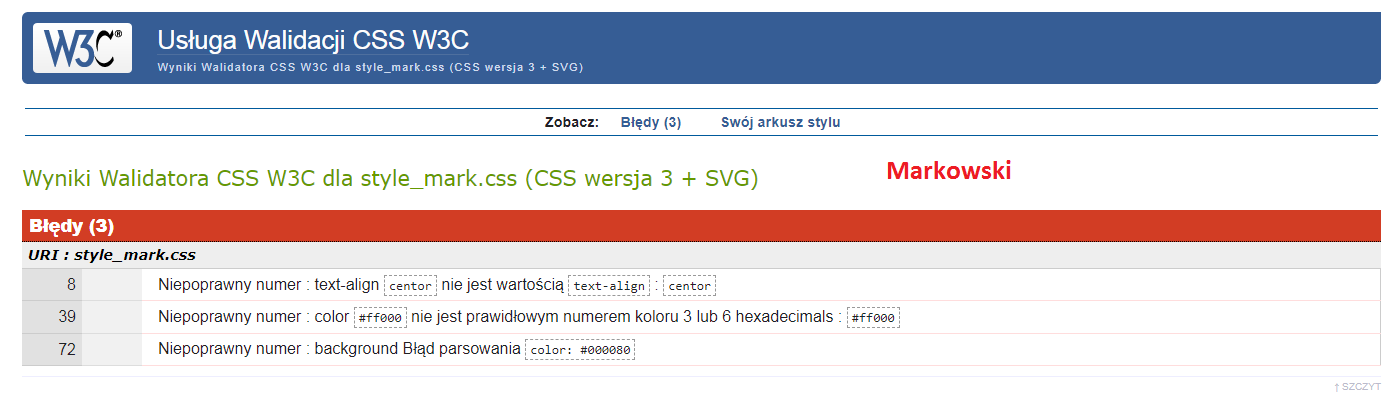 W3C®
Usługa Walidacji CSS W3C
Wyniki Walidatora CSS W3C dla style_mark.css (CSS wersja 3 + SVG)
Zobacz: Błędy (3) Swój arkusz stylu
Markowski
Wyniki Walidatora CSS W3C dla style_mark.css (CSS wersja 3 + SVG)
Błędy (3)
URI : style_mark.css
8 Niepoprawny numer : text-align centor nie jest wartością text-align : centor
39 Niepoprawny numer : color #ff000 nie jest prawidłowym numerem koloru 3 lub 6 hexadecimals : #ff000
72 Niepoprawny numer : background Błąd parsowania color: #000080
↑ SZCZYT